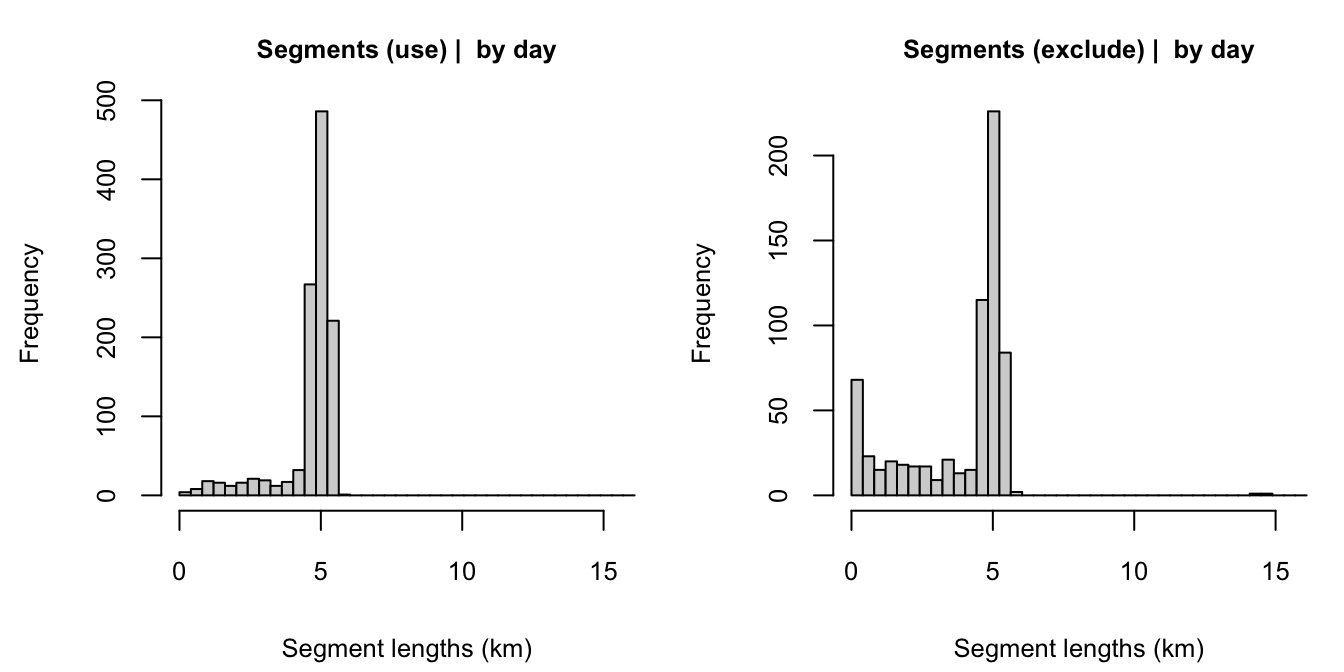 Segments (use) |  by day
Frequency
0 100 200 300 400 500
0 5 10 15
Segment lengths (km)
Segments (exclude) |  by day
Frequency
0 50 100 150 200
0 5 10 15
Segment lengths (km)